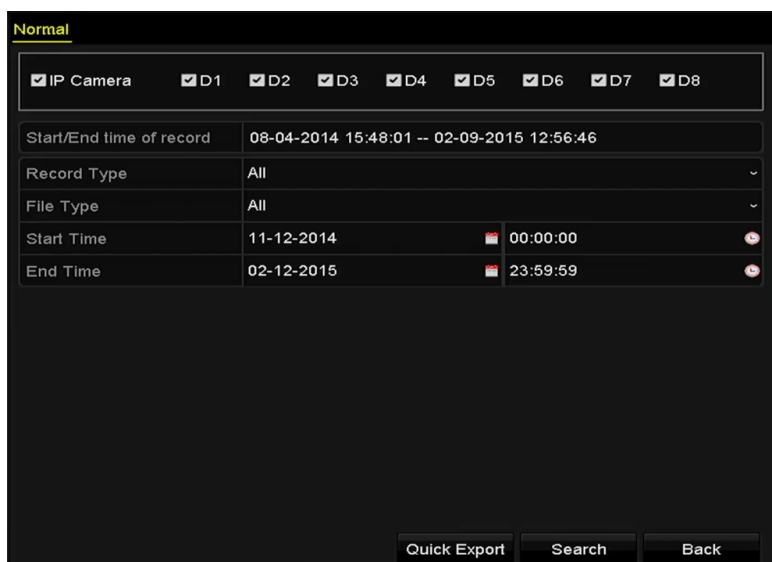 Normal
IP Camera D1 D2 D3 D4 D5 D6 D7 D8
Start/End time of record 08-04-2014 15:48:01 -- 02-09-2015 12:56:46
Record Type All
File Type All
Start Time 11-12-2014 00:00:00
End Time 02-12-2015 23:59:59
Quick Export Search Back